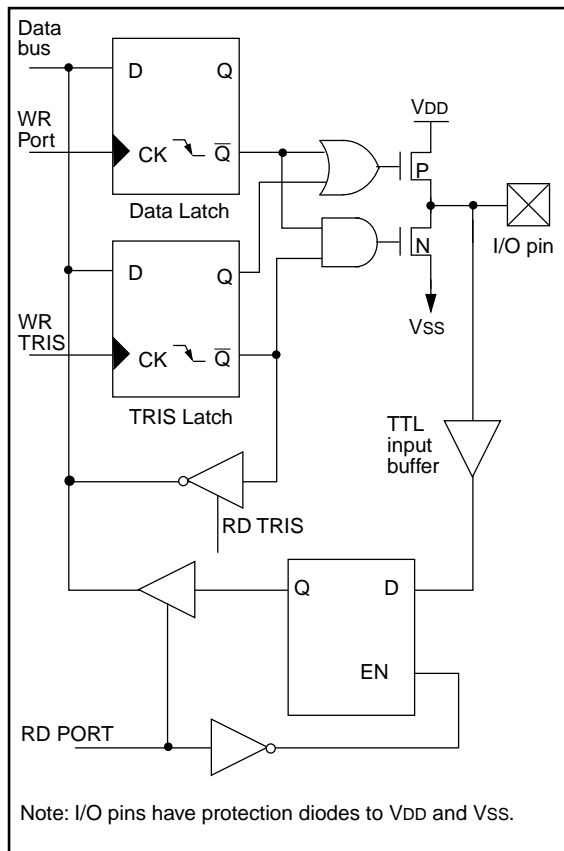 Data
bus
D Q
WR
Port
CK Q̅
Data Latch
VDD
P
I/O pin
N
VSS
D Q
WR
TRIS
CK Q̅
TRIS Latch
TTL
input
buffer
RD TRIS
Q D
EN
RD PORT
Note: I/O pins have protection diodes to VDD and VSS.